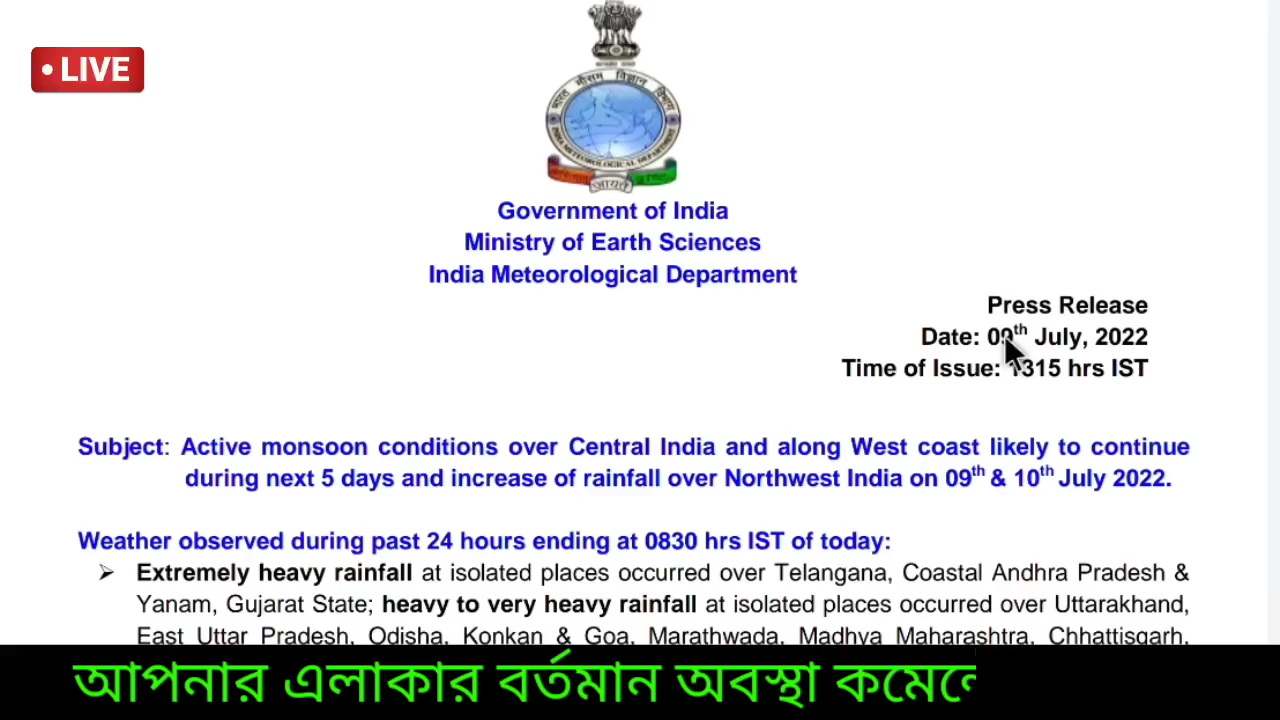 • LIVE
भारत मौसम विज्ञान विभाग
INDIA METEOROLOGICAL DEPARTMENT
Government of India
Ministry of Earth Sciences
India Meteorological Department
Press Release
Date: 09th July, 2022
Time of Issue: 1315 hrs IST
Subject: Active monsoon conditions over Central India and along West coast likely to continue
during next 5 days and increase of rainfall over Northwest India on 09th & 10th July 2022.
Weather observed during past 24 hours ending at 0830 hrs IST of today:
➢ Extremely heavy rainfall at isolated places occurred over Telangana, Coastal Andhra Pradesh &
Yanam, Gujarat State; heavy to very heavy rainfall at isolated places occurred over Uttarakhand,
East Uttar Pradesh, Odisha, Konkan & Goa, Marathwada, Madhya Maharashtra, Chhattisgarh,
আপনার এলাকার বর্তমান অবস্থা